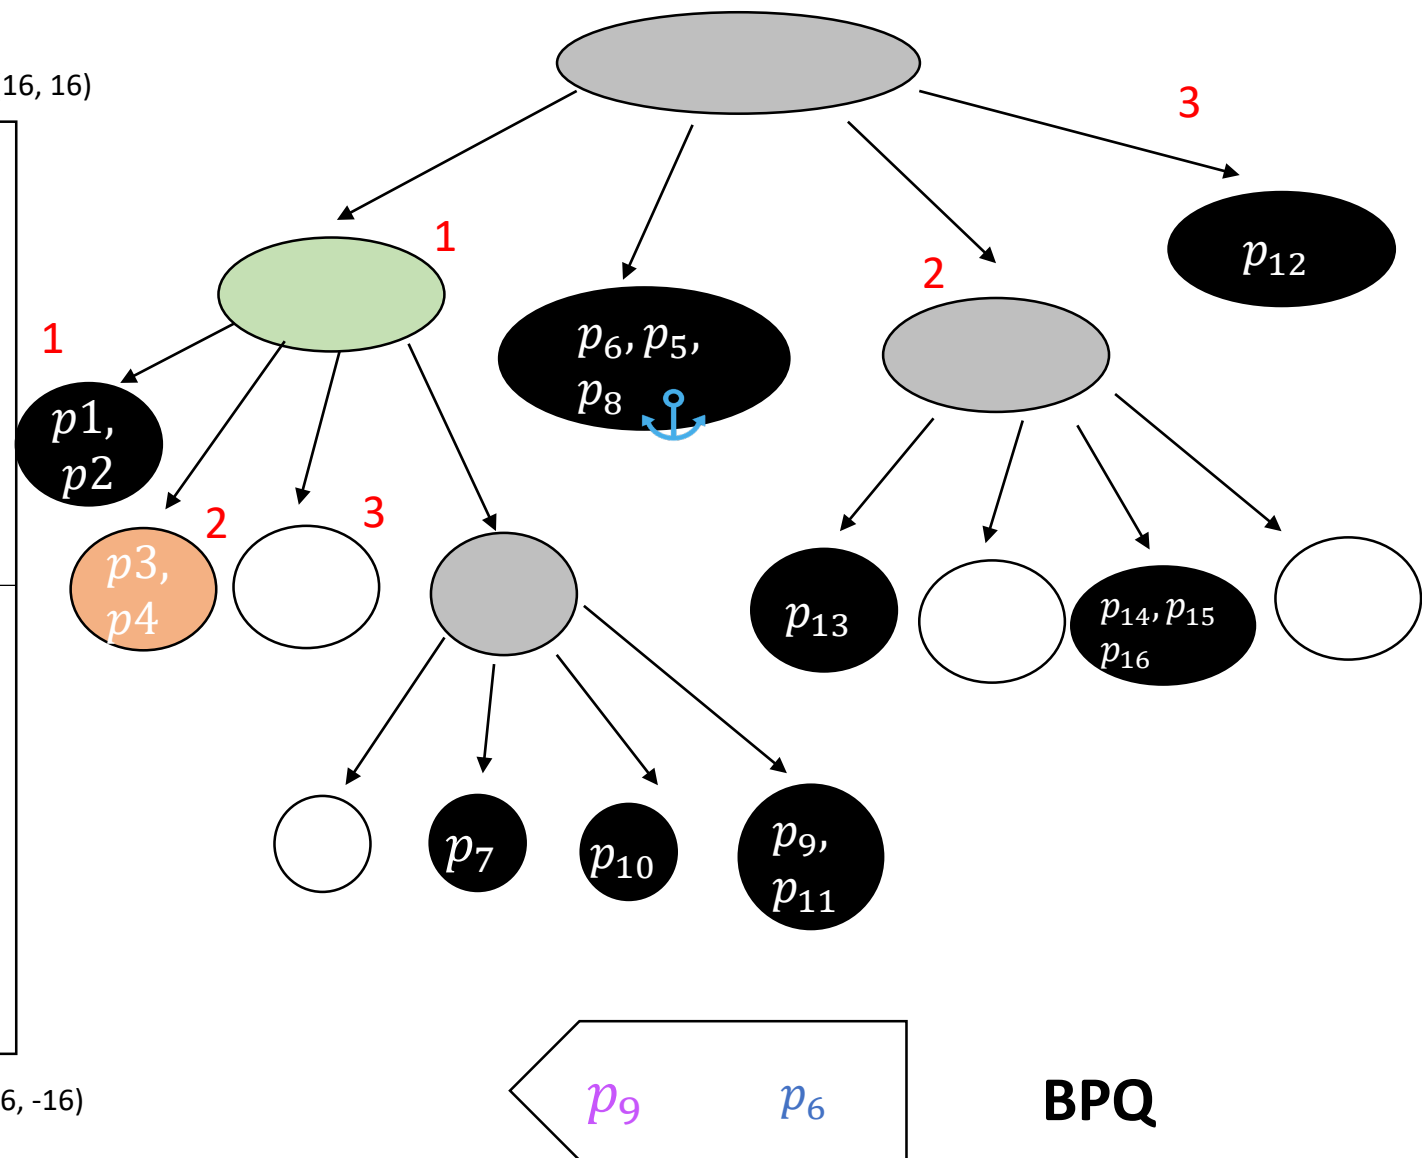 16, 16)
3
1
2
p₁₂
1
p₆, p₅,
p₈
p1,
p2
2
3
p3,
p4
p₁₃
p₁₄, p₁₅
p₁₆
p₇
p₁₀
p₉,
p₁₁
6, -16)
p₉ p₆
BPQ